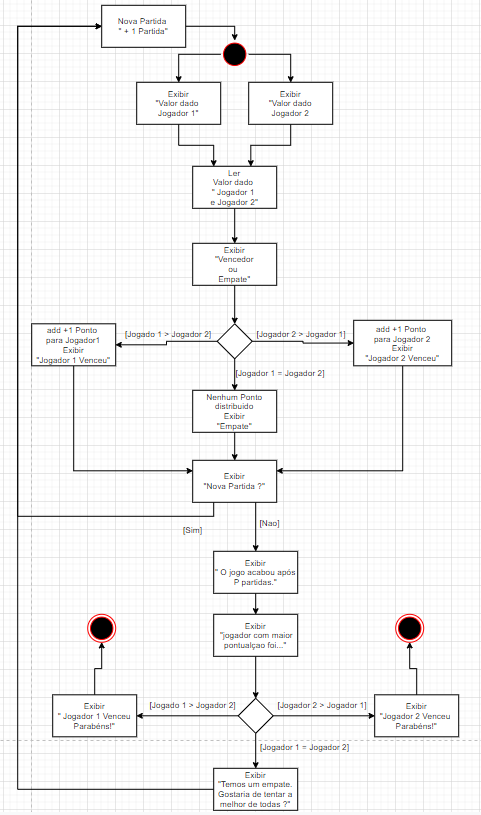 Nova Partida
" + 1 Partida"
Exibir
"Valor dado
Jogador 1"
Exibir
"Valor dado
Jogador 2
Ler
Valor dado
" Jogador 1
e Jogador 2"
Exibir
"Vencedor
ou
Empate"
[Jogado 1 > Jogador 2]
[Jogador 2 > Jogador 1]
add +1 Ponto
para Jogador1
Exibir
"Jogador 1 Venceu"
add +1 Ponto
para Jogador 2
Exibir
"Jogador 2 Venceu"
[Jogador 1 = Jogador 2]
Nenhum Ponto
distribuido
Exibir
"Empate"
Exibir
"Nova Partida ?"
[Sim]
[Nao]
Exibir
" O jogo acabou após
P partidas."
Exibir
"jogador com maior
pontualçao foi..."
[Jogado 1 > Jogador 2]
[Jogador 2 > Jogador 1]
Exibir
" Jogador 1 Venceu
Parabéns!"
Exibir
"Jogador 2 Venceu
Parabéns!"
[Jogador 1 = Jogador 2]
Exibir
"Temos um empate.
Gostaria de tentar a
melhor de todas ?"